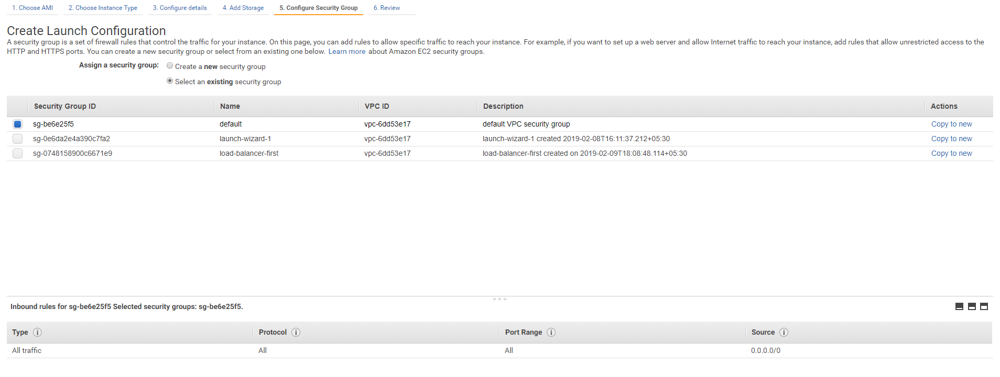 1. Choose AMI 2. Choose Instance Type 3. Configure details 4. Add Storage 5. Configure Security Group 6. Review
Create Launch Configuration
A security group is a set of firewall rules that control the traffic for your instance. On this page, you can add rules to allow specific traffic to reach your instance. For example, if you want to set up a web server and allow Internet traffic to reach your instance, add rules that allow unrestricted access to the
HTTP and HTTPS ports. You can create a new security group or select from an existing one below. Learn more about Amazon EC2 security groups.
Assign a security group: Create a new security group
Select an existing security group
Security Group ID Name VPC ID Description Actions
sg-be6e25f5 default vpc-6dd53e17 default VPC security group Copy to new
sg-0e6da2e4a390c7fa2 launch-wizard-1 vpc-6dd53e17 launch-wizard-1 created 2019-02-08T16:11:37.212+05:30 Copy to new
sg-0748158900c6671e9 load-balancer-first vpc-6dd53e17 load-balancer-first created on 2019-02-09T18:08:48.114+05:30 Copy to new
Inbound rules for sg-be6e25f5 Selected security groups: sg-be6e25f5.
Type i Protocol i Port Range i Source i
All traffic All All 0.0.0.0/0